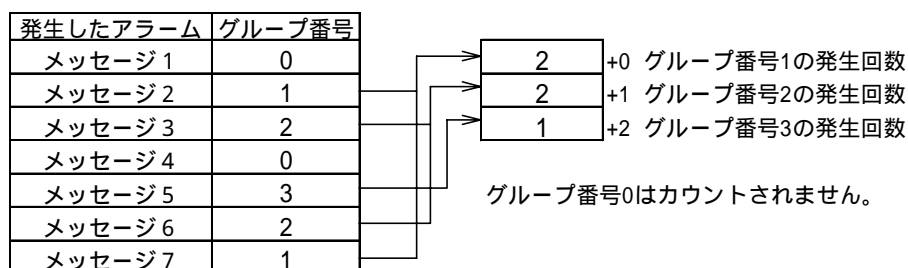 発生したアラーム グループ番号
メッセージ1 0
メッセージ2 1
メッセージ3 2
メッセージ4 0
メッセージ5 3
メッセージ6 2
メッセージ7 1
2 +0 グループ番号1の発生回数
2 +1 グループ番号2の発生回数
1 +2 グループ番号3の発生回数
グループ番号0はカウントされません。